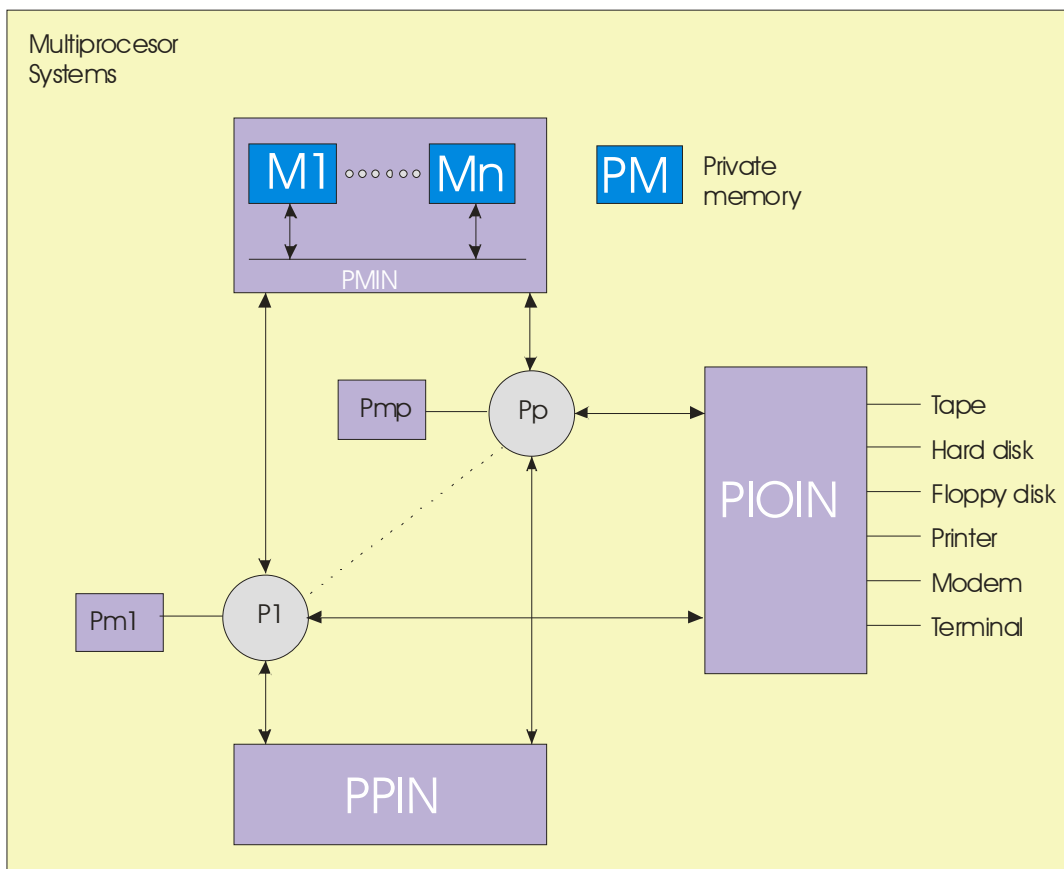 Multiprocesor
Systems
M1
Mn
PM
Private
memory
PMIN
Pmp
Pp
Tape
Hard disk
Floppy disk
PIOIN
Printer
Modem
Terminal
Pm1
P1
PPIN